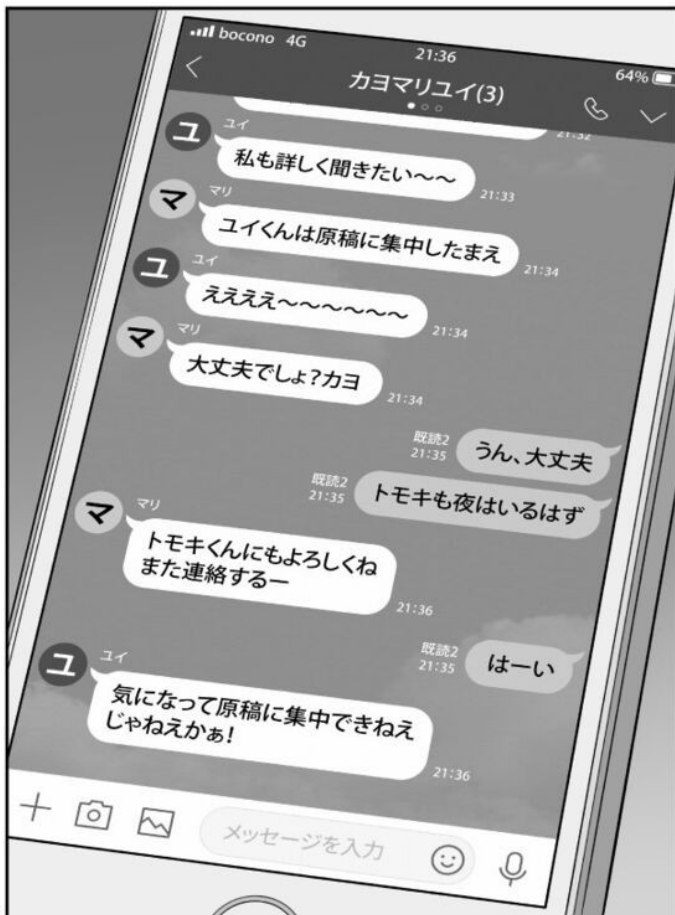 bocono 4G
21:36
64%
カヨマリユイ(3)
21:32
ユ
ユイ
私も詳しく聞きたい〜〜
21:33
マ
マリ
ユイくんは原稿に集中したまえ
21:34
ユ
ユイ
ええええ〜〜〜〜〜〜
21:34
マ
マリ
大丈夫でしょ?カヨ
21:34
既読2
21:35
うん、大丈夫
既読2
21:35
トモキも夜はいるはず
マ
マリ
トモキくんにもよろしくね
また連絡するー
21:36
既読2
21:35
はーい
ユ
ユイ
気になって原稿に集中できねえ
じゃねえかぁ!
21:36
メッセージを入力